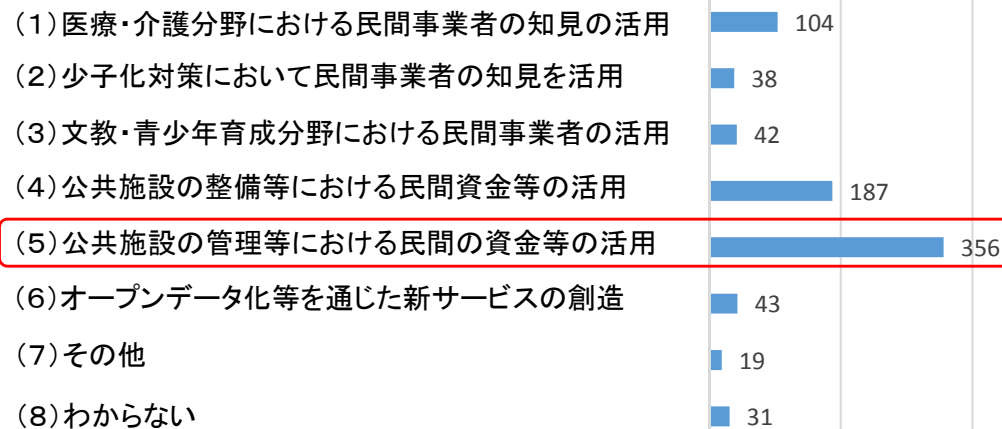 (1)医療・介護分野における民間事業者の知見の活用 104
(2)少子化対策において民間事業者の知見を活用 38
(3)文教・青少年育成分野における民間事業者の活用 42
(4)公共施設の整備等における民間資金等の活用 187
(5)公共施設の管理等における民間の資金等の活用 356
(6)オープンデータ化等を通じた新サービスの創造 43
(7)その他 19
(8)わからない 31